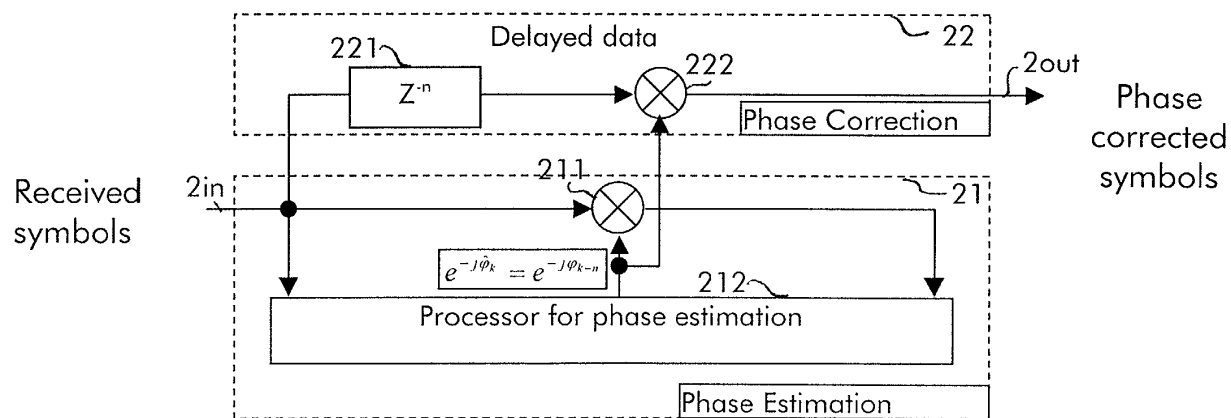 Delayed data
22
221
222
2out
Z⁻ⁿ
Phase Correction
Phase
corrected
symbols
Received
symbols
2in
211
21
e^{-jφ̂_k} = e^{-jφ_{k-n}}
212
Processor for phase estimation
Phase Estimation